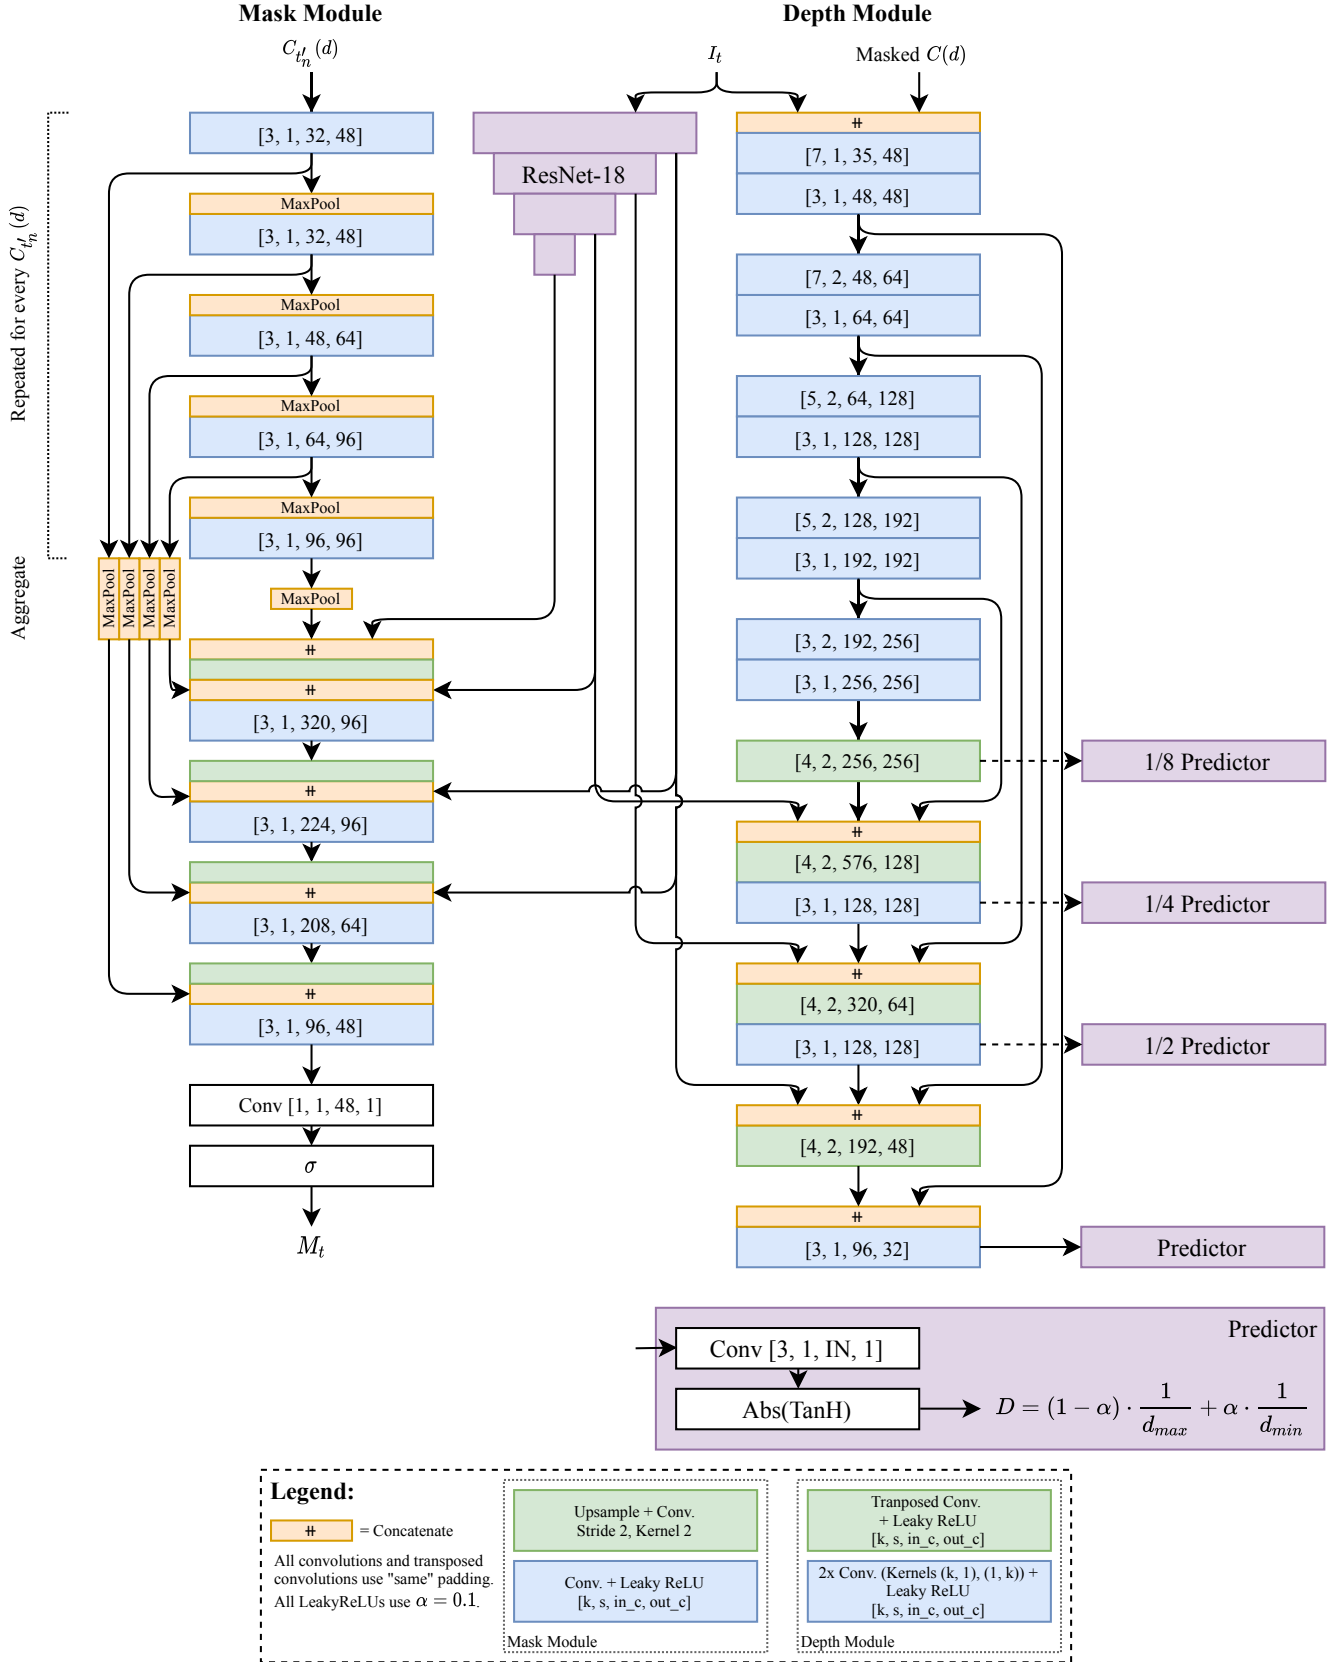 Mask Module
Depth Module
C_{t'_n}(d)
I_t
Masked C(d)
Repeated for every C_{t'_n}(d)
Aggregate
[3, 1, 32, 48]
MaxPool
[3, 1, 32, 48]
MaxPool
[3, 1, 48, 64]
MaxPool
[3, 1, 64, 96]
MaxPool
[3, 1, 96, 96]
MaxPool
MaxPool
MaxPool
MaxPool
MaxPool
⧺
⧺
[3, 1, 320, 96]
⧺
[3, 1, 224, 96]
⧺
[3, 1, 208, 64]
⧺
[3, 1, 96, 48]
Conv [1, 1, 48, 1]
σ
M_t
ResNet-18
⧺
[7, 1, 35, 48]
[3, 1, 48, 48]
[7, 2, 48, 64]
[3, 1, 64, 64]
[5, 2, 64, 128]
[3, 1, 128, 128]
[5, 2, 128, 192]
[3, 1, 192, 192]
[3, 2, 192, 256]
[3, 1, 256, 256]
[4, 2, 256, 256]
1/8 Predictor
⧺
[4, 2, 576, 128]
[3, 1, 128, 128]
1/4 Predictor
⧺
[4, 2, 320, 64]
[3, 1, 128, 128]
1/2 Predictor
⧺
[4, 2, 192, 48]
⧺
[3, 1, 96, 32]
Predictor
Predictor
Conv [3, 1, IN, 1]
Abs(TanH)
D = (1 − α) · \frac{1}{d_{max}} + α · \frac{1}{d_{min}}
Legend:
⧺ = Concatenate
All convolutions and transposed
convolutions use "same" padding.
All LeakyReLUs use α = 0.1.
Upsample + Conv.
Stride 2, Kernel 2
Conv. + Leaky ReLU
[k, s, in_c, out_c]
Mask Module
Tranposed Conv.
+ Leaky ReLU
[k, s, in_c, out_c]
2x Conv. (Kernels (k, 1), (1, k)) +
Leaky ReLU
[k, s, in_c, out_c]
Depth Module